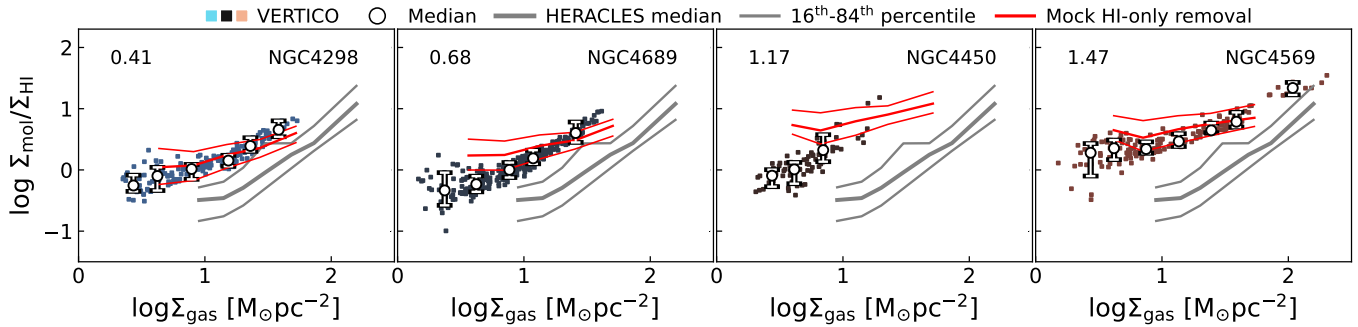 VERTICO Median HERACLES median 16th-84th percentile Mock HI-only removal
0.41 NGC4298 0.68 NGC4689 1.17 NGC4450 1.47 NGC4569
log Σmol/ΣHI
2
1
0
−1
0 1 2 0 1 2 0 1 2 0 1 2
logΣgas [M⊙pc−2] logΣgas [M⊙pc−2] logΣgas [M⊙pc−2] logΣgas [M⊙pc−2]